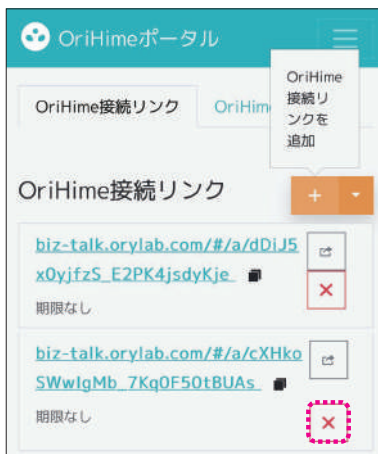 OriHimeポータル
OriHime
接続リ
ンクを
追加
OriHime接続リンク
OriHim
OriHime接続リンク
biz-talk.orylab.com/#/a/dDiJ5
xOyjfzS_E2PK4jsdyKje
期限なし
biz-talk.orylab.com/#/a/cXHko
SWwIgMb_7Kq0F5OtBUAs
期限なし